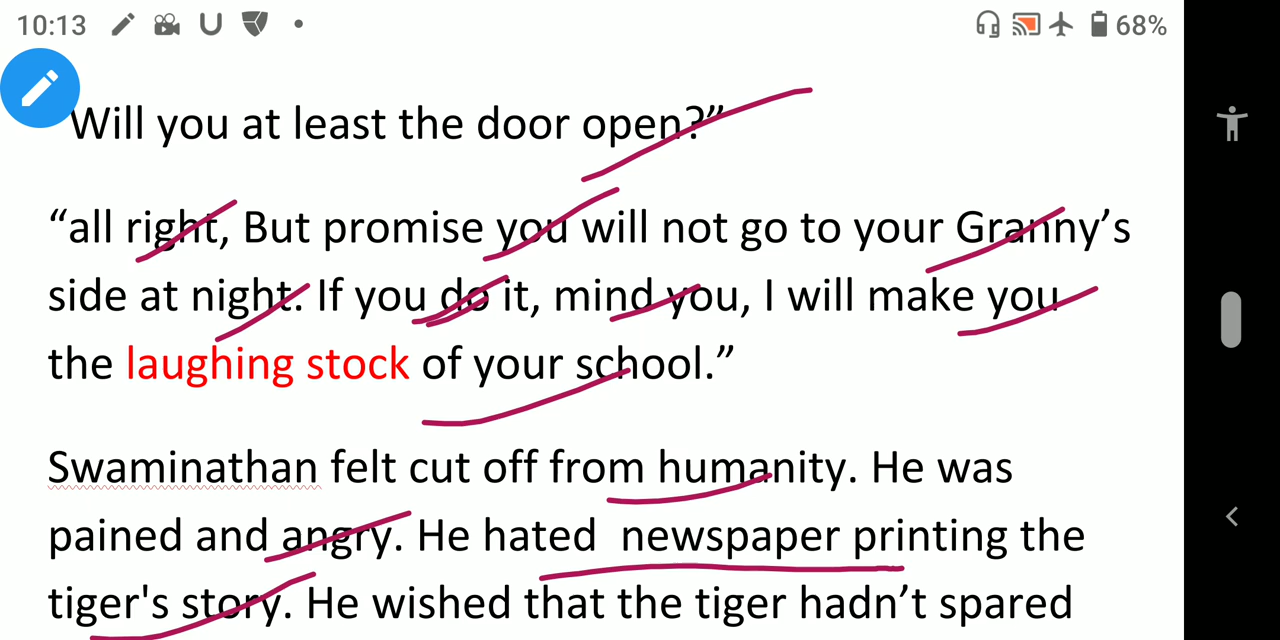 10:13
68%
Will you at least the door open?”
“all right, But promise you will not go to your Granny’s
side at night. If you do it, mind you, I will make you
the laughing stock of your school.”
Swaminathan felt cut off from humanity. He was
pained and angry. He hated newspaper printing the
tiger's story. He wished that the tiger hadn’t spared